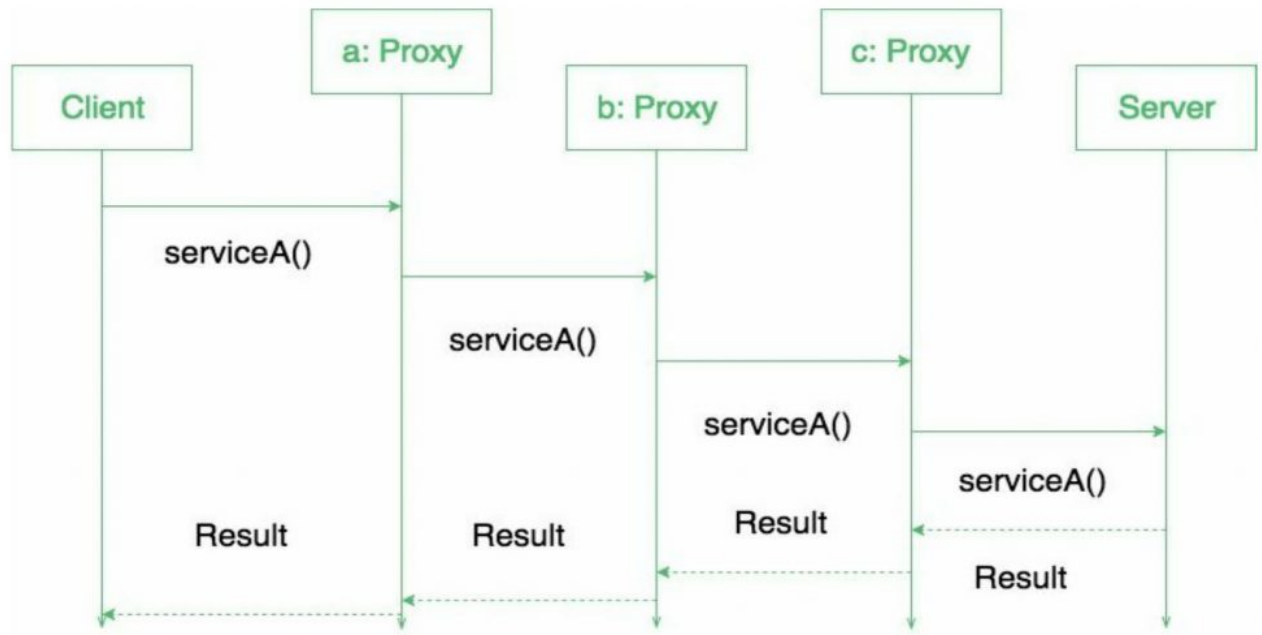 a: Proxy
c: Proxy
Client
b: Proxy
Server
serviceA()
serviceA()
serviceA()
serviceA()
Result
Result
Result
Result